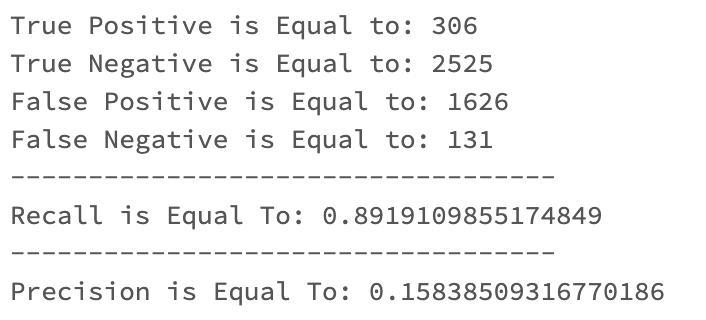 True Positive is Equal to: 306
True Negative is Equal to: 2525
False Positive is Equal to: 1626
False Negative is Equal to: 131
-----------------------------------
Recall is Equal To: 0.8919109855174849
-----------------------------------
Precision is Equal To: 0.15838509316770186